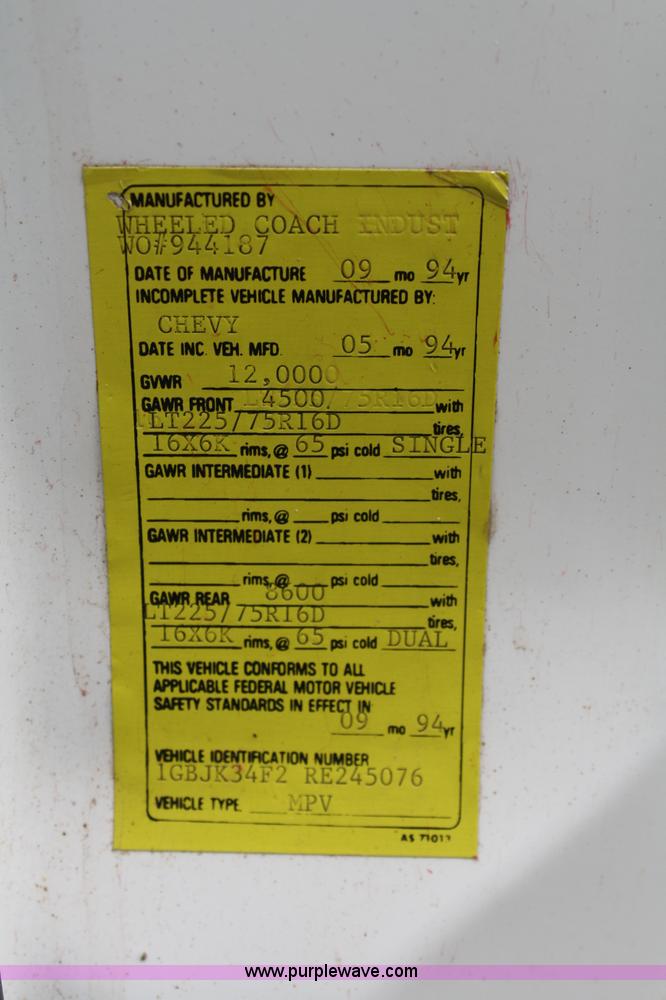 MANUFACTURED BY
WHEELED COACH INDUST
WO#944187
DATE OF MANUFACTURE 09 mo 94 yr
INCOMPLETE VEHICLE MANUFACTURED BY:
CHEVY
DATE INC. VEH. MFD. 05 mo 94 yr
GVWR 12,0000
GAWR FRONT L4500/75R16D with
LT225/75R16D tires,
16X6K rims, @ 65 psi cold SINGLE
GAWR INTERMEDIATE (1) with
tires,
rims, @ psi cold
GAWR INTERMEDIATE (2) with
tires,
rims, @ psi cold
GAWR REAR 8600 with
LT225/75R16D tires,
16X6K rims, @ 65 psi cold DUAL
THIS VEHICLE CONFORMS TO ALL
APPLICABLE FEDERAL MOTOR VEHICLE
SAFETY STANDARDS IN EFFECT IN
09 mo 94 yr
VEHICLE IDENTIFICATION NUMBER
1GBJK34F2 RE245076
VEHICLE TYPE MPV
www.purplewave.com